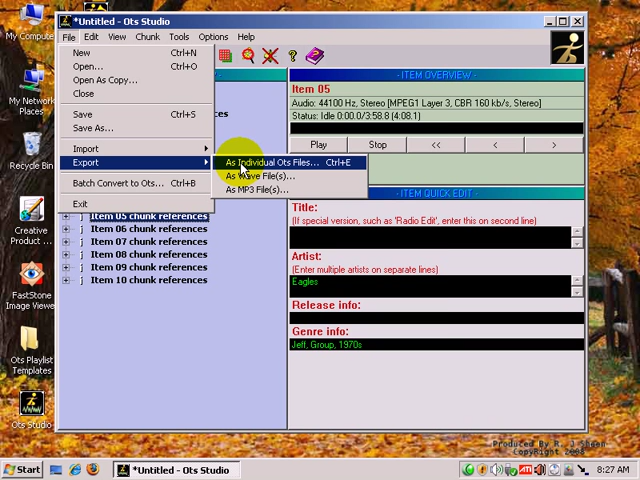 My Compute
*Untitled - Ots Studio
File Edit View Chunk Tools Options Help
New Ctrl+N
Open... Ctrl+O
Open As Copy...
Close
Save Ctrl+S
Save As...
Import
Export
Batch Convert to Ots... Ctrl+B
Exit
As Individual Ots Files... Ctrl+E
As Wave File(s)...
As MP3 File(s)...
Item 05 chunk references
Item 06 chunk references
Item 07 chunk references
Item 08 chunk references
Item 09 chunk references
Item 10 chunk references
- ITEM OVERVIEW -
Item 05
Audio: 44100 Hz, Stereo [MPEG1 Layer 3, CBR 160 kb/s, Stereo]
Status: Idle 0:00.0/3:58.8 (4:08.1)
Play Stop << < >
ITEM QUICK EDIT -
Title:
(If special version, such as 'Radio Edit', enter this on second line)
Artist:
(Enter multiple artists on separate lines)
Eagles
Release info:
Genre info:
Jeff, Group, 1970s
My Network
Places
Recycle Bin
Creative
Product ...
FastStone
Image Viewer
Ots Playlist
Templates
Ots Studio
Produced By R. J Sheen
CopyRight 2008
Start
*Untitled - Ots Studio
8:27 AM